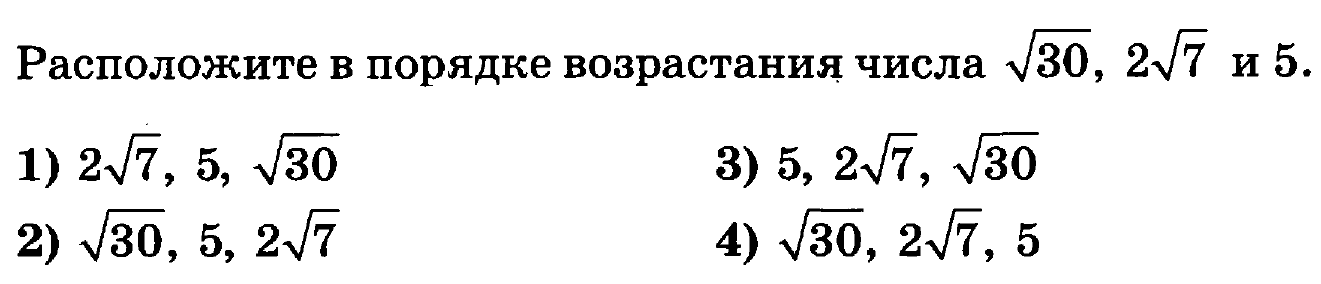 Расположите в порядке возрастания числа √30, 2√7 и 5.
1) 2√7, 5, √30 3) 5, 2√7, √30
2) √30, 5, 2√7 4) √30, 2√7, 5